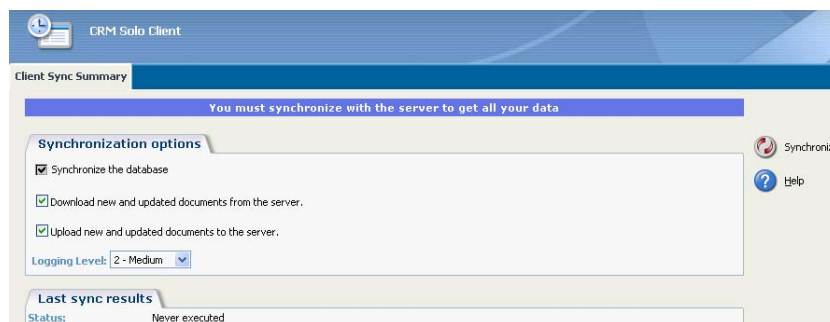 CRM Solo Client
Client Sync Summary
You must synchronize with the server to get all your data
Synchronization options
Synchronize the database
Download new and updated documents from the server.
Upload new and updated documents to the server.
Logging Level: 2 - Medium
Synchroniz
Help
Last sync results
Status: Never executed